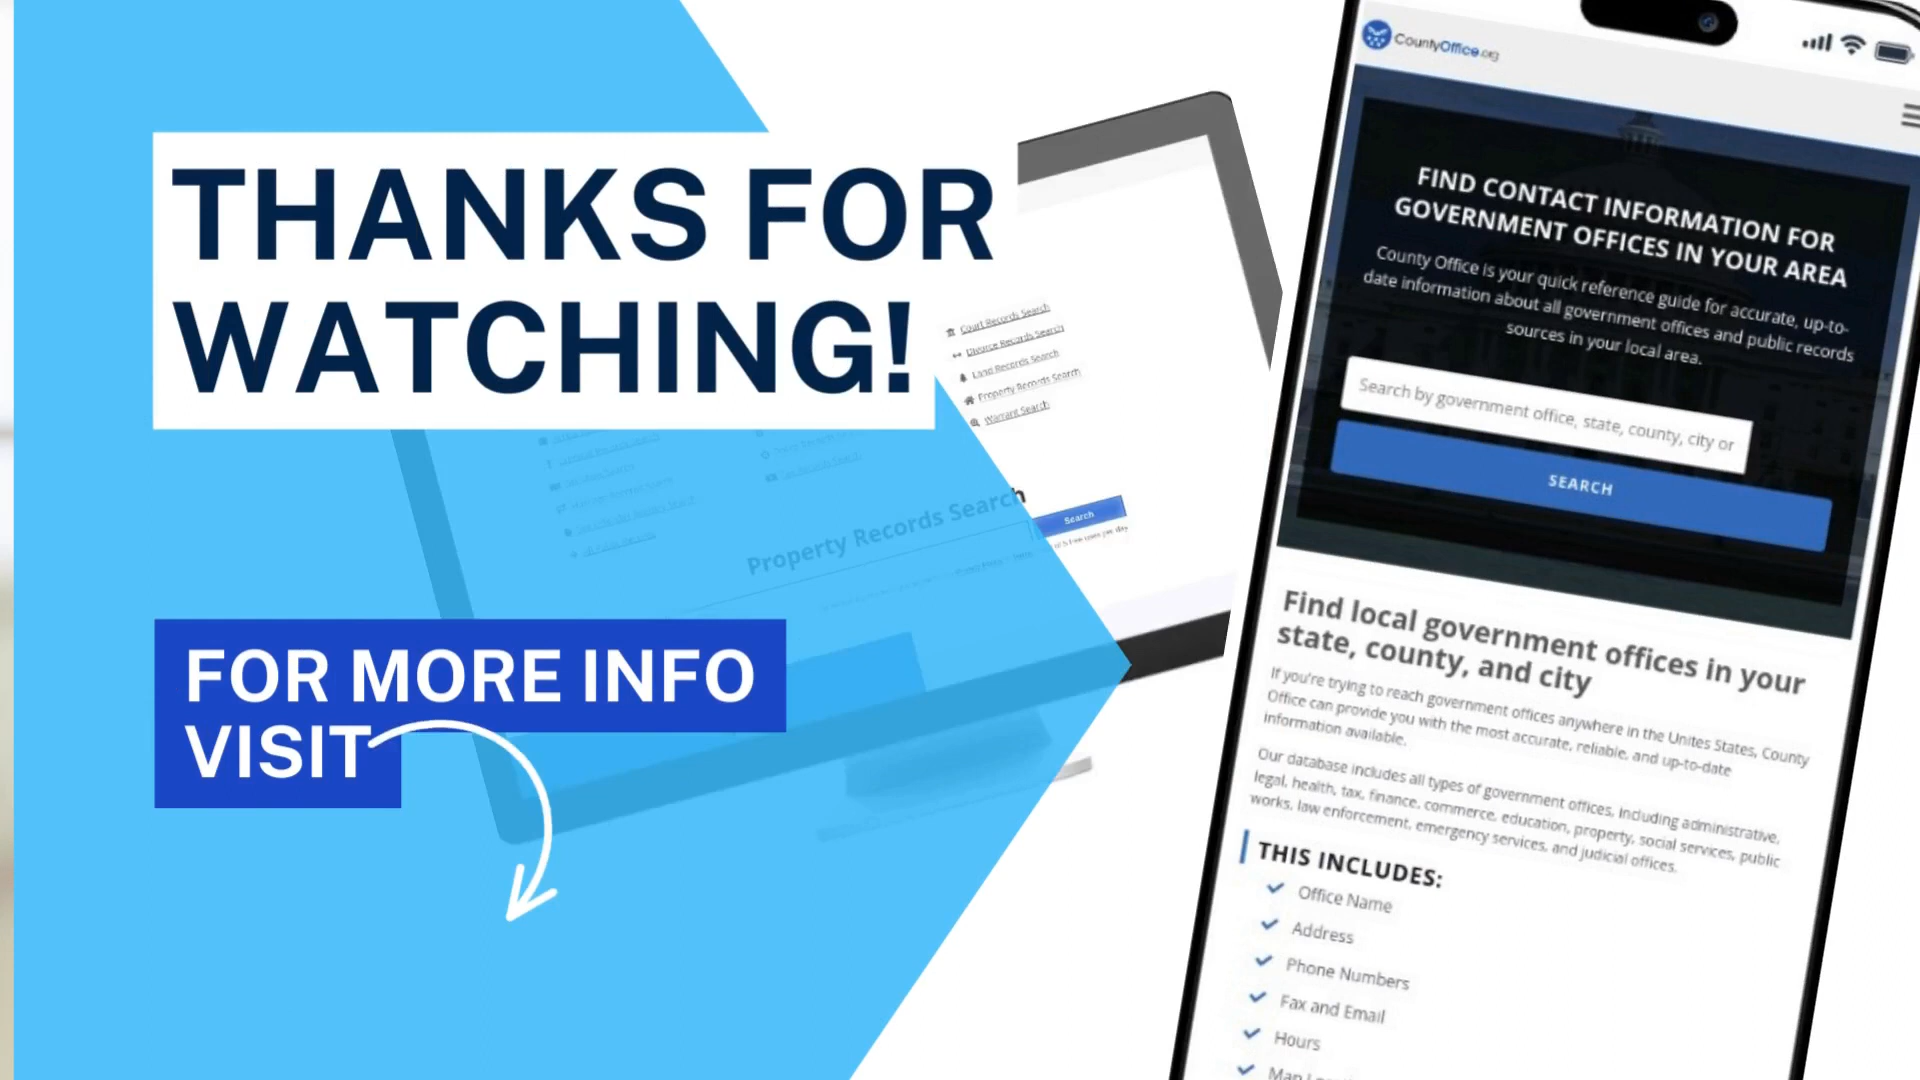 THANKS FOR
WATCHING!
FOR MORE INFO
VISIT
Court Records Search
Divorce Records Search
Land Records Search
Property Records Search
Warrant Search
Property Records Search
Search
CountyOffice.org
FIND CONTACT INFORMATION FOR
GOVERNMENT OFFICES IN YOUR AREA
County Office is your quick reference guide for accurate, up-to-
date information about all government offices and public records
sources in your local area.
Search by government office, state, county, city or
SEARCH
Find local government offices in your
state, county, and city
If you're trying to reach government offices anywhere in the Unites States, County
Office can provide you with the most accurate, reliable, and up-to-date
information available.
Our database includes all types of government offices, including administrative,
legal, health, tax, finance, commerce, education, property, social services, public
works, law enforcement, emergency services, and judicial offices.
THIS INCLUDES:
Office Name
Address
Phone Numbers
Fax and Email
Hours
Map